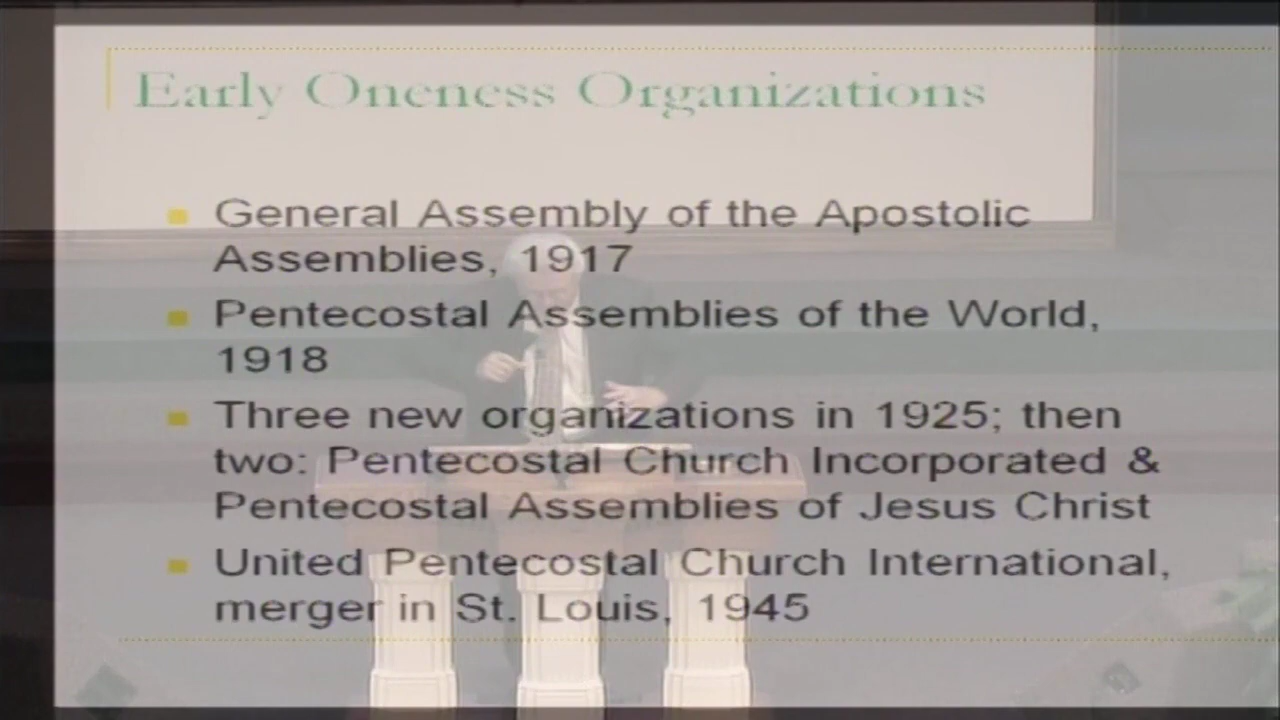 Early Oneness Organizations
General Assembly of the Apostolic
Assemblies, 1917
Pentecostal Assemblies of the World,
1918
Three new organizations in 1925; then
two: Pentecostal Church Incorporated &
Pentecostal Assemblies of Jesus Christ
United Pentecostal Church International,
merger in St. Louis, 1945